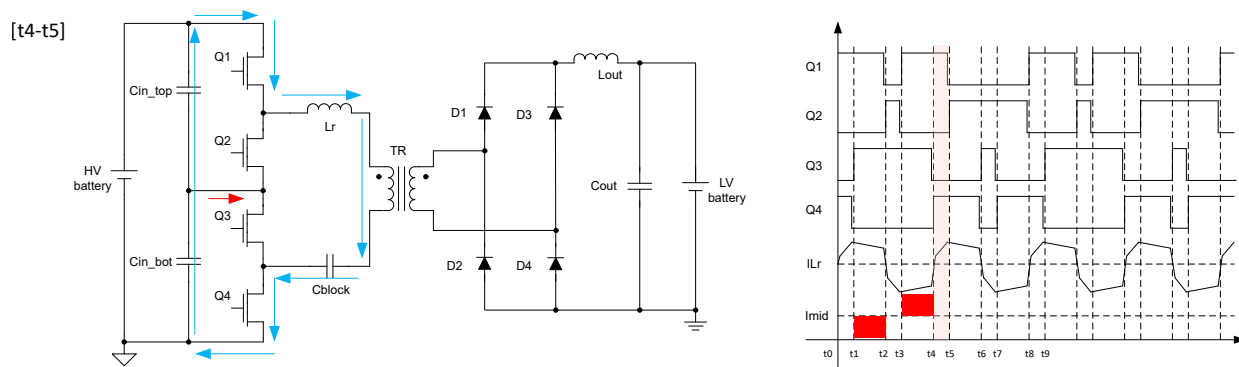 [t4-t5]
Q1
Cin_top
Lr
Q2
HV
battery
Q3
Cin_bot
Cblock
Q4
TR
D1
D3
D2
D4
Lout
Cout
LV
battery
Q1
Q2
Q3
Q4
ILr
Imid
t0 t1 t2 t3 t4 t5 t6 t7 t8 t9